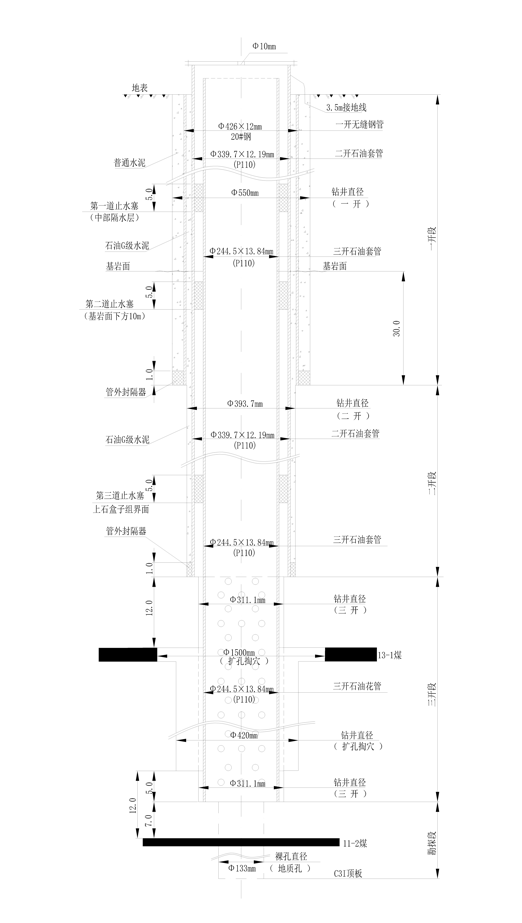 Φ10mm
地表
3.5m接地线
Φ426×12mm
20#钢
一开无缝钢管
Φ339.7×12.19mm
(P110)
二开石油套管
普通水泥
5.0
Φ550mm
钻井直径
（一开）
第一道止水塞
（中部隔水层）
一开段
石油G级水泥
Φ244.5×13.84mm
(P110)
三开石油套管
基岩面
基岩面
5.0
第二道止水塞
（基岩面下方10m）
30.0
1.0
管外封隔器
Φ393.7mm
钻井直径
（二开）
石油G级水泥
Φ339.7×12.19mm
(P110)
二开石油套管
二开段
5.0
第三道止水塞
上石盒子组界面
管外封隔器
Φ244.5×13.84mm
(P110)
三开石油套管
1.0
12.0
Φ311.1mm
钻井直径
（三开）
Φ1500mm
（扩孔掏穴）
13-1煤
Φ244.5×13.84mm
(P110)
三开石油花管
三开段
Φ420mm
钻井直径
（扩孔掏穴）
5.0
Φ311.1mm
钻井直径
（三开）
12.0
7.0
11-2煤
勘探段
裸孔直径
（地质孔）
Φ133mm
C3I顶板